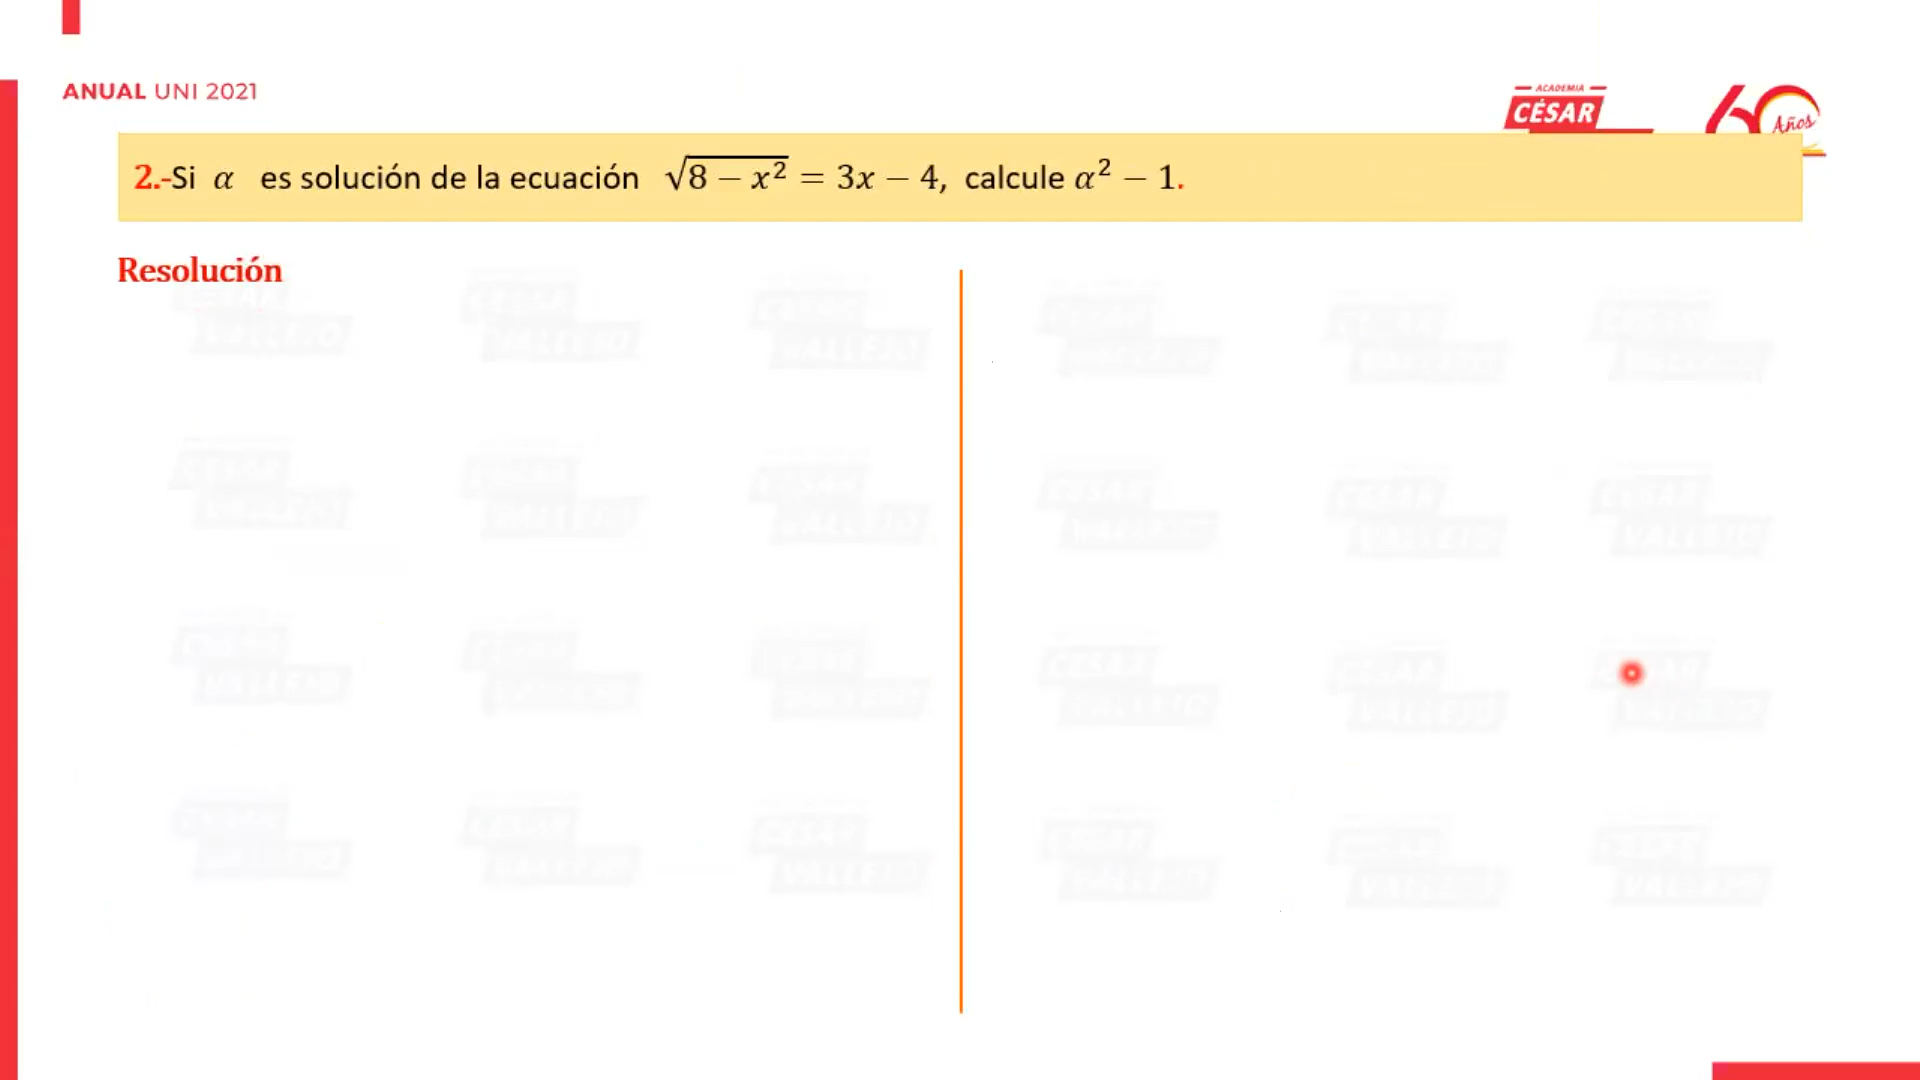 ANUAL UNI 2021
ACADEMIA
CÉSAR
60 Años
2.-Si α es solución de la ecuación √(8 − x²) = 3x − 4, calcule α² − 1.
Resolución